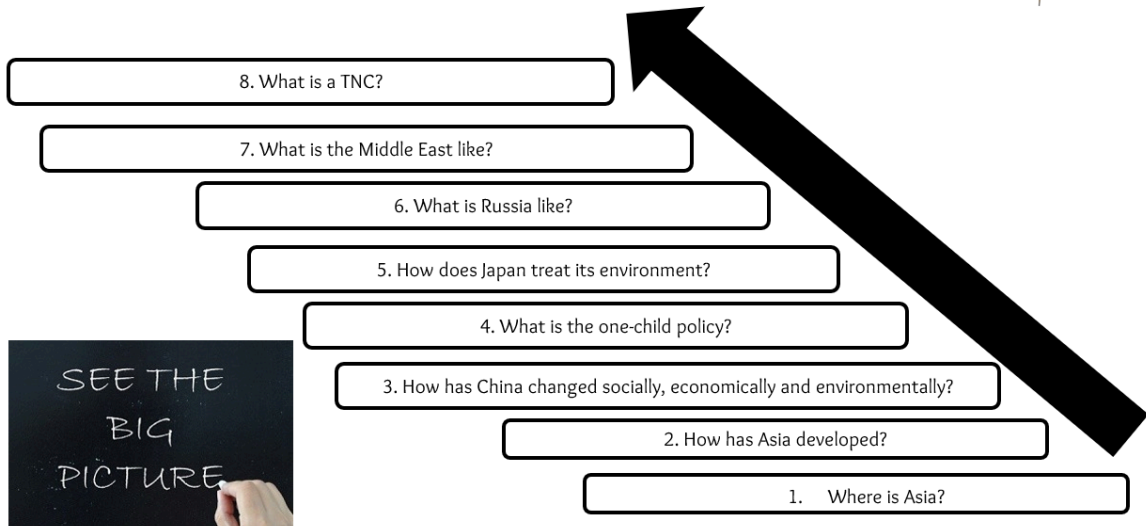 8. What is a TNC?
7. What is the Middle East like?
6. What is Russia like?
5. How does Japan treat its environment?
4. What is the one-child policy?
3. How has China changed socially, economically and environmentally?
2. How has Asia developed?
1. Where is Asia?
SEE THE
BIG
PICTURE